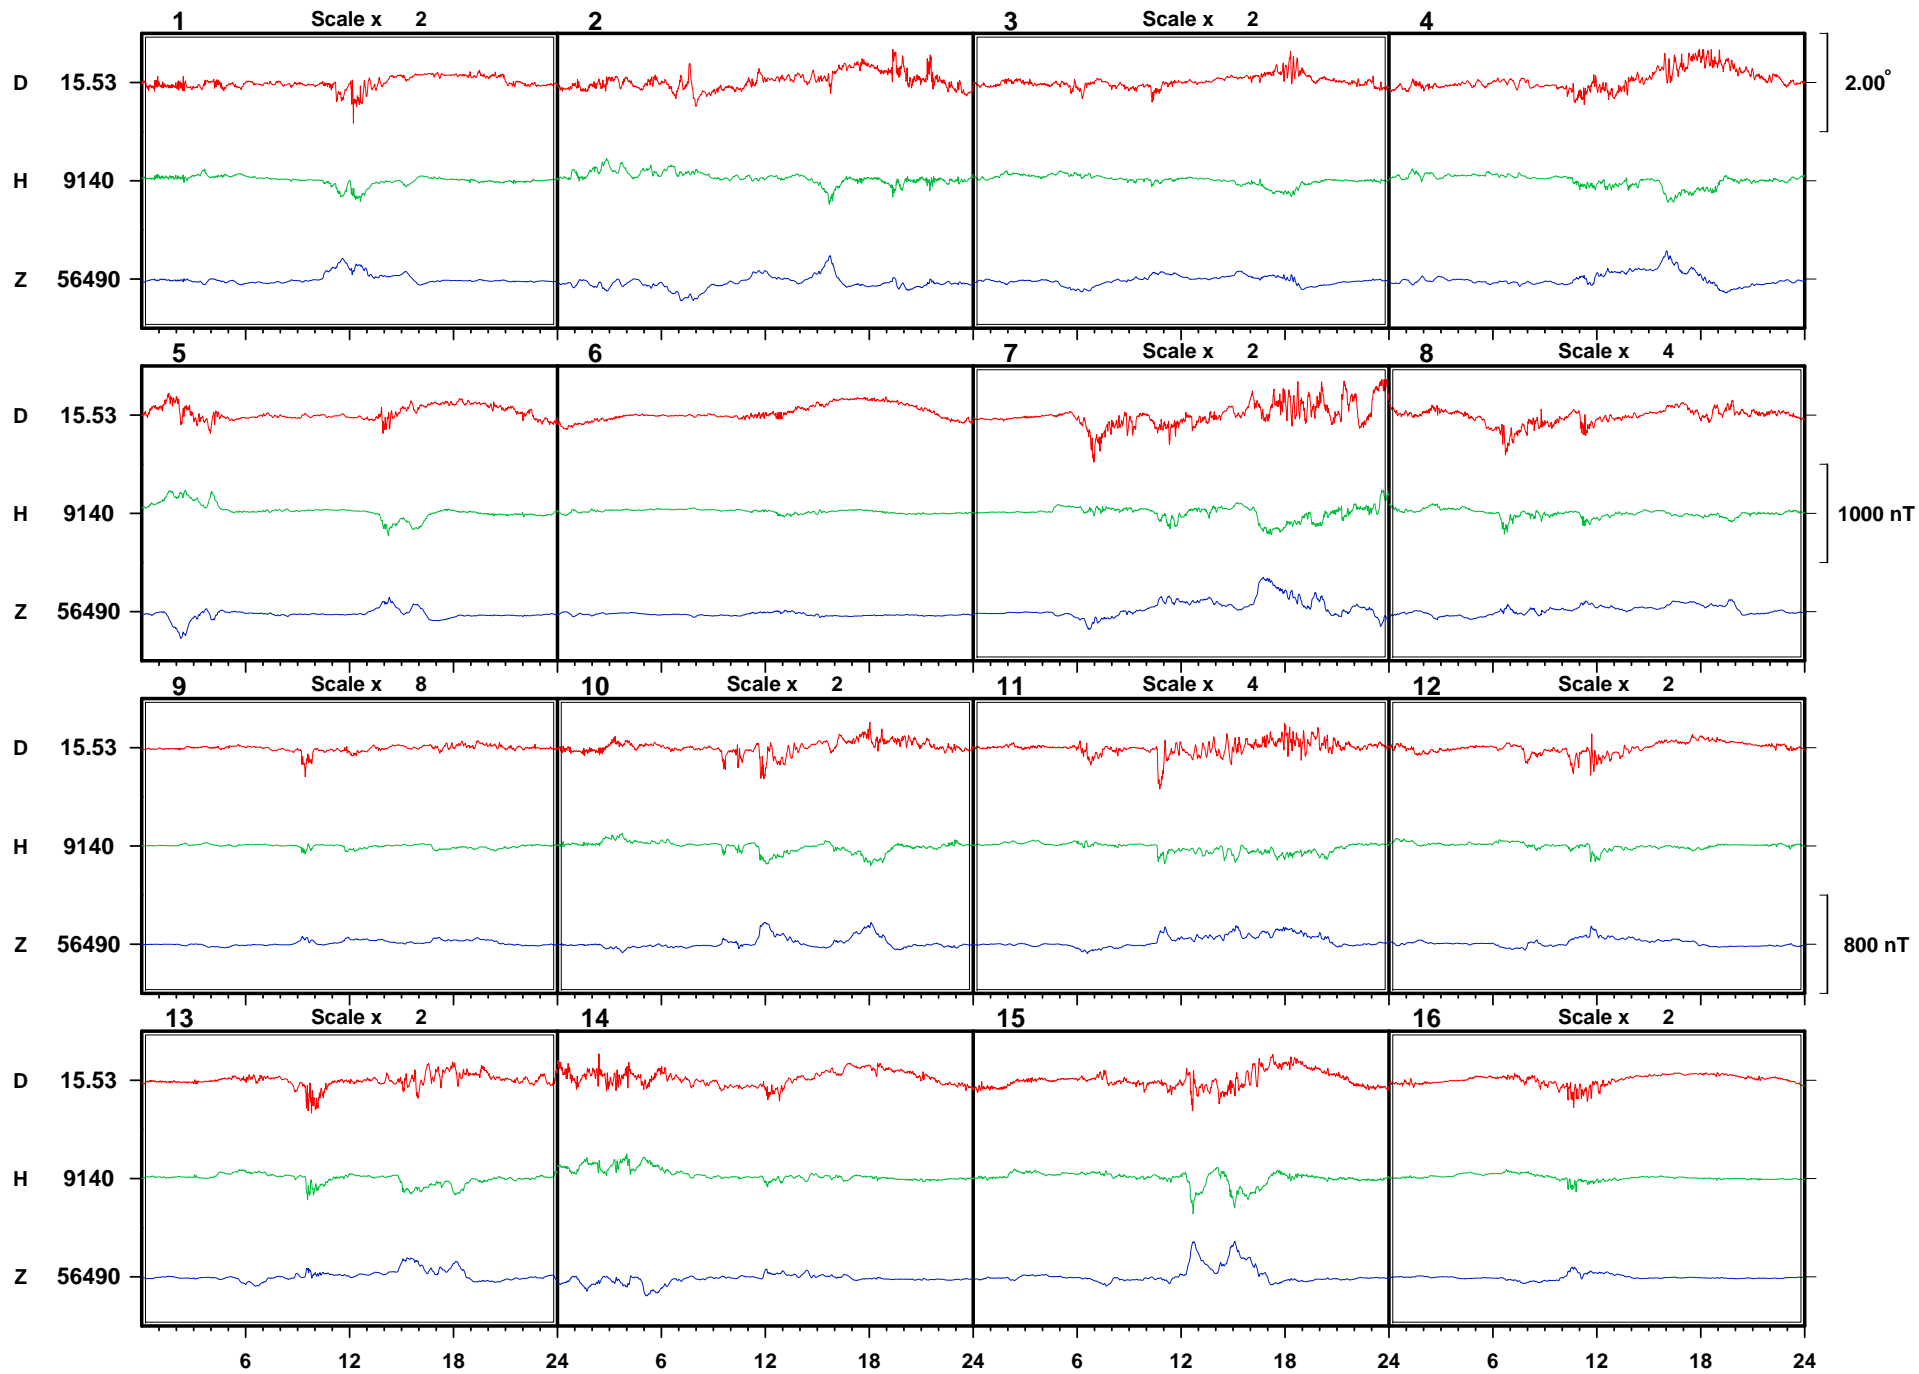 1 Scale x 2 2 3 Scale x 2 4
D 15.53 2.00°
H 9140
Z 56490
5 6 7 Scale x 2 8 Scale x 4
D 15.53
H 9140 1000 nT
Z 56490
9 Scale x 8 10 Scale x 2 11 Scale x 4 12 Scale x 2
D 15.53
H 9140
Z 56490 800 nT
13 Scale x 2 14 15 16 Scale x 2
D 15.53
H 9140
Z 56490
6 12 18 24 6 12 18 24 6 12 18 24 6 12 18 24